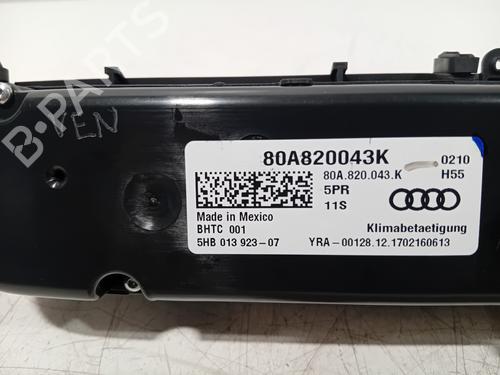 B-PARTS
TEN
80A820043K
0210
80A.820.043.K
H55
5PR
11S
Made in Mexico
BHTC 001
Klimabetaetigung
5HB 013 923-07
YRA-00128.12.1702160613